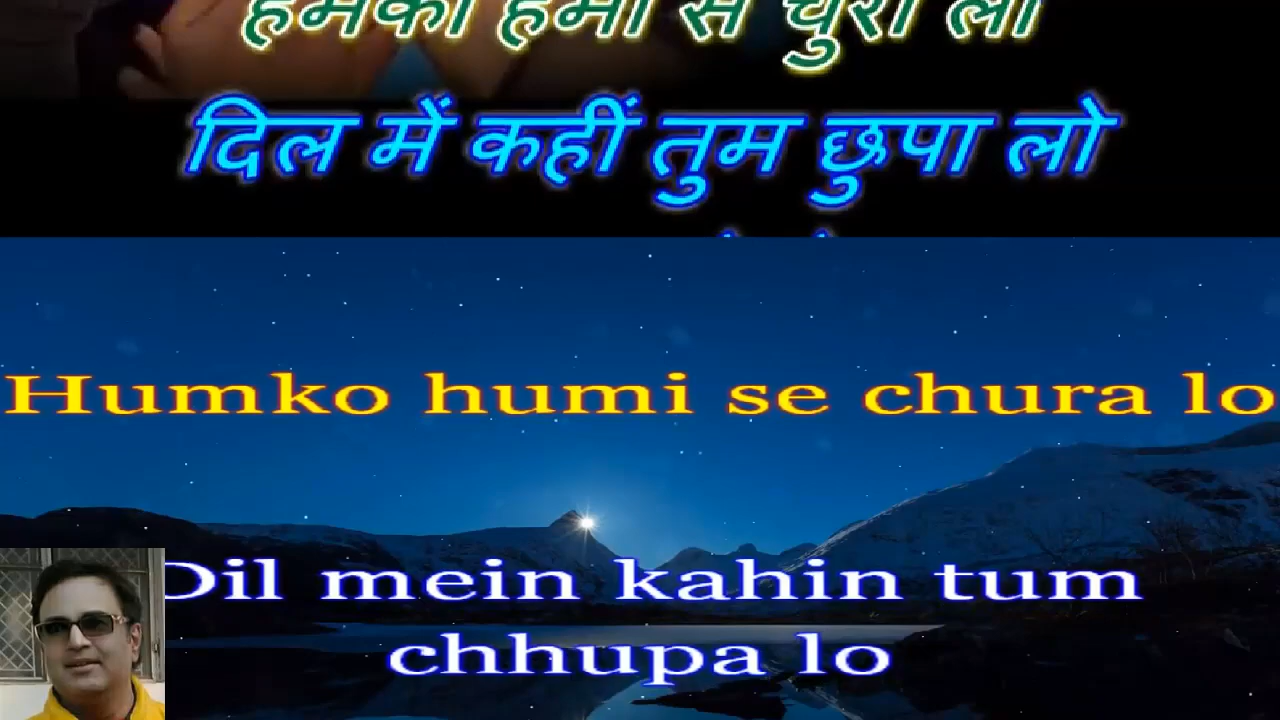 हमको हमीं से चुरा लो
दिल में कहीं तुम छुपा लो
Humko humi se chura lo
Dil mein kahin tum
chhupa lo